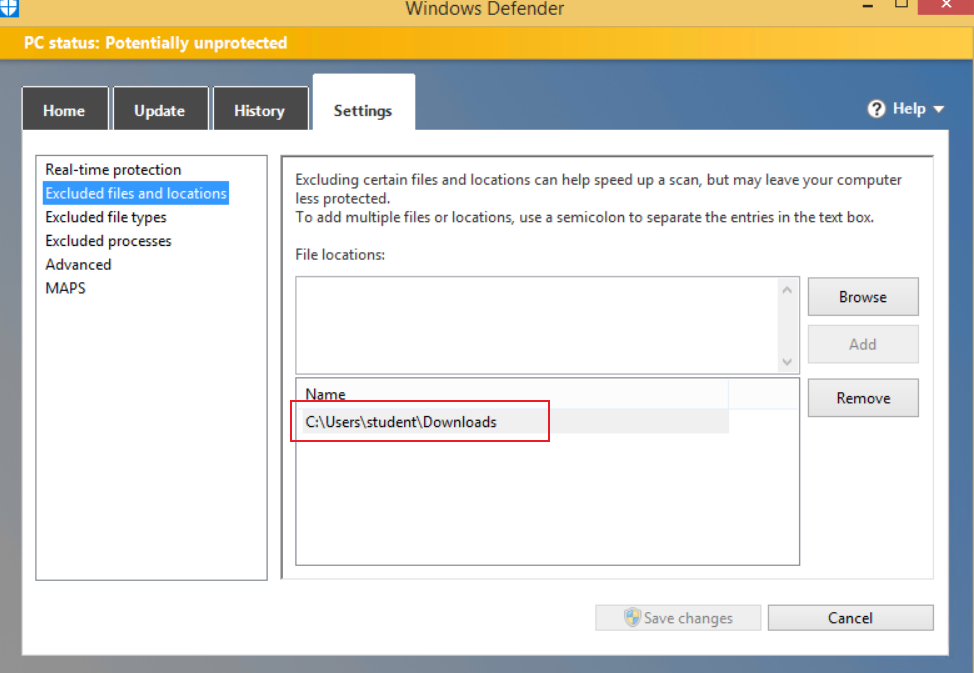 Windows Defender
PC status: Potentially unprotected
Home
Update
History
Settings
Help
Real-time protection
Excluded files and locations
Excluded file types
Excluded processes
Advanced
MAPS
Excluding certain files and locations can help speed up a scan, but may leave your computer
less protected.
To add multiple files or locations, use a semicolon to separate the entries in the text box.
File locations:
Browse
Add
Name
Remove
C:\Users\student\Downloads
Save changes
Cancel